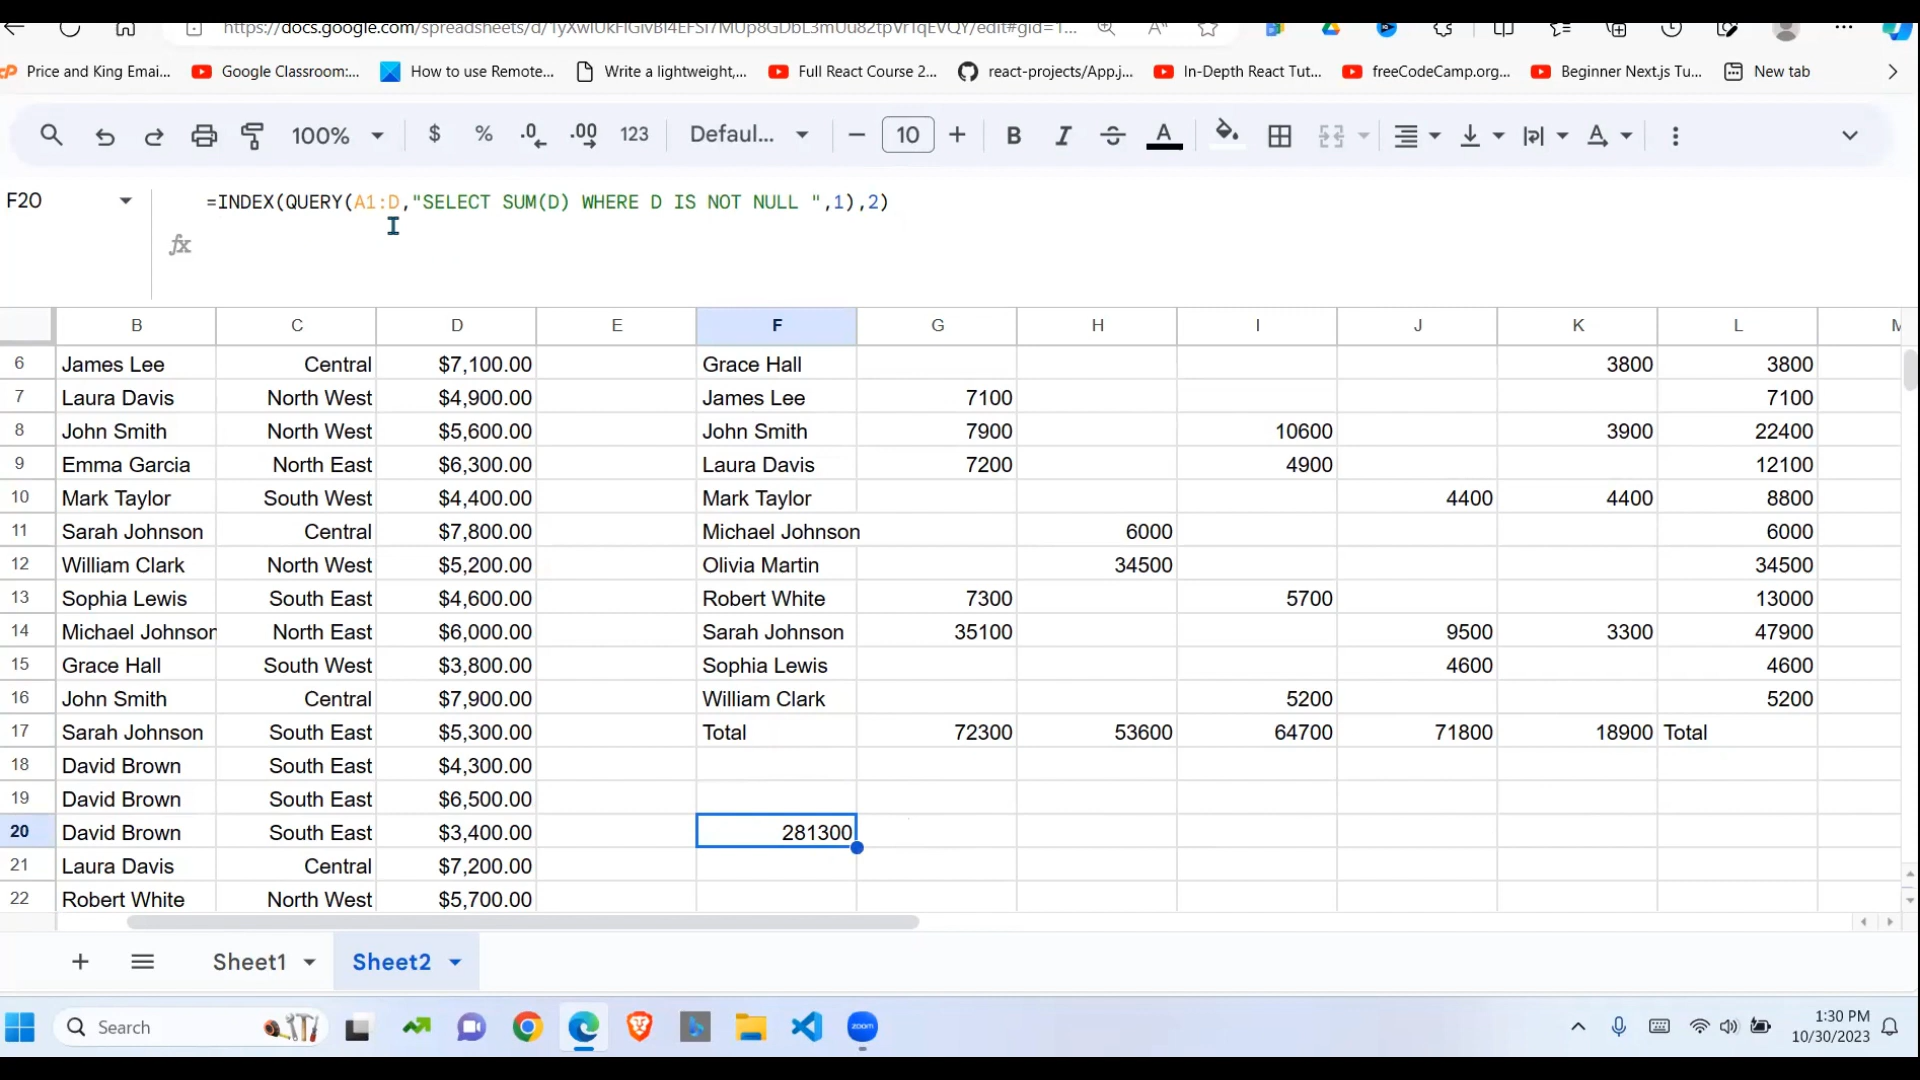 https://docs.google.com/spreadsheets/d/
/edit#gid=1...
Price and King Emai...
Google Classroom:...
How to use Remote...
Write a lightweight,...
Full React Course 2...
react-projects/App.j...
In-Depth React Tut...
freeCodeCamp.org...
Beginner Next.js Tu...
New tab
100% $ % .0 .00 123 Defaul... 10 B I A
F20 =INDEX(QUERY(A1:D,"SELECT SUM(D) WHERE D IS NOT NULL ",1),2)
fx
B C D E F G H I J K L M
6 James Lee Central $7,100.00 Grace Hall 3800 3800
7 Laura Davis North West $4,900.00 James Lee 7100 7100
8 John Smith North West $5,600.00 John Smith 7900 10600 3900 22400
9 Emma Garcia North East $6,300.00 Laura Davis 7200 4900 12100
10 Mark Taylor South West $4,400.00 Mark Taylor 4400 4400 8800
11 Sarah Johnson Central $7,800.00 Michael Johnson 6000 6000
12 William Clark North West $5,200.00 Olivia Martin 34500 34500
13 Sophia Lewis South East $4,600.00 Robert White 7300 5700 13000
14 Michael Johnson North East $6,000.00 Sarah Johnson 35100 9500 3300 47900
15 Grace Hall South West $3,800.00 Sophia Lewis 4600 4600
16 John Smith Central $7,900.00 William Clark 5200 5200
17 Sarah Johnson South East $5,300.00 Total 72300 53600 64700 71800 18900 Total
18 David Brown South East $4,300.00
19 David Brown South East $6,500.00
20 David Brown South East $3,400.00 281300
21 Laura Davis Central $7,200.00
22 Robert White North West $5,700.00
Sheet1 Sheet2
Search zoom 1:30 PM
10/30/2023